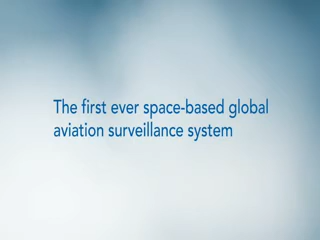 The first ever space-based global
aviation surveillance system